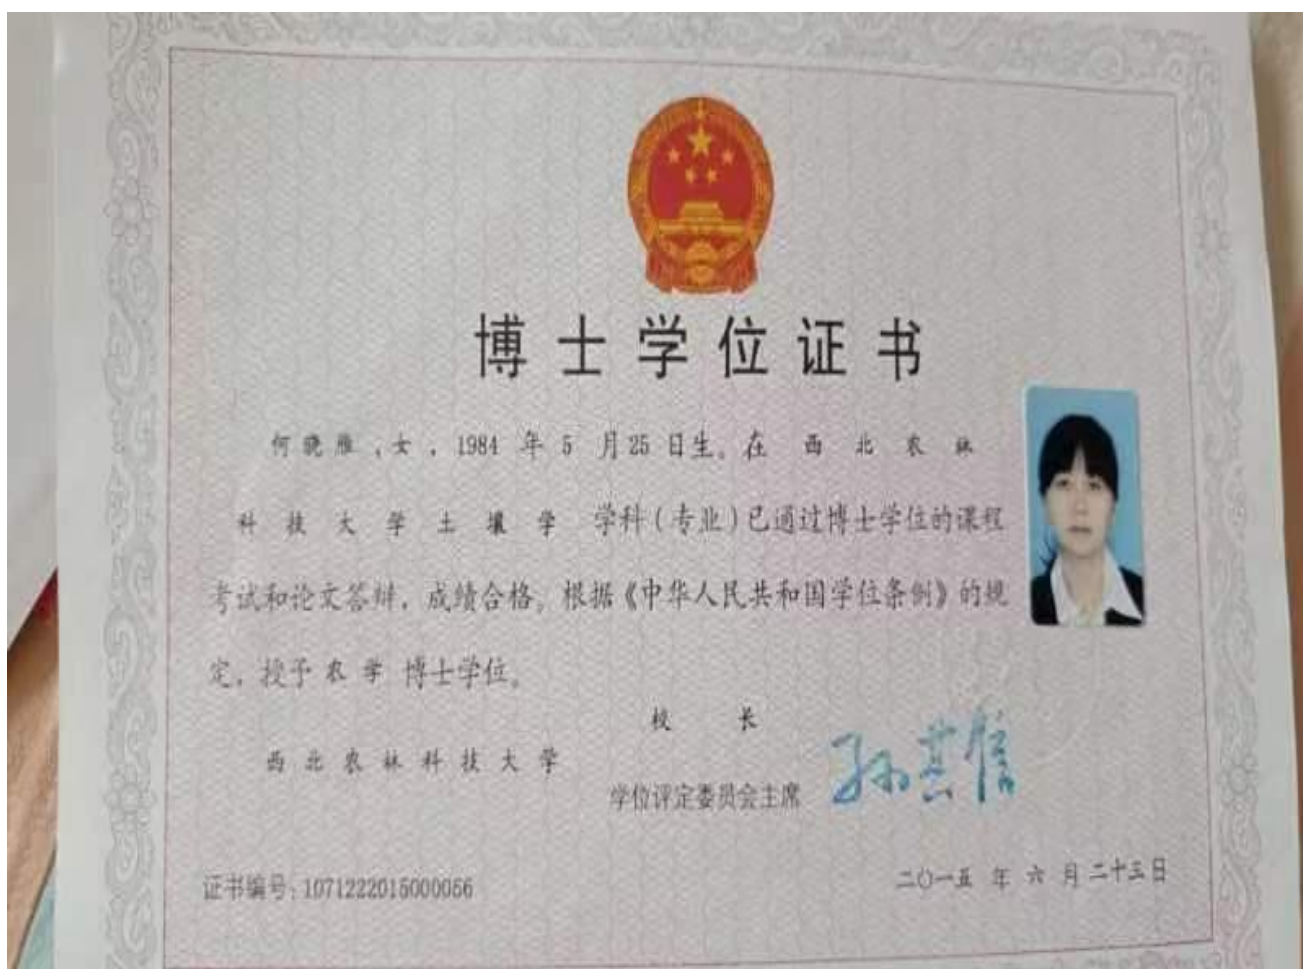 博士学位证书
何晓雁,女,1984年5月25日生。在西北农林
科技大学土壤学学科(专业)已通过博士学位的课程
考试和论文答辩,成绩合格。根据《中华人民共和国学位条例》的规
定,授予农学博士学位。
校长
西北农林科技大学
学位评定委员会主席
孙其信
证书编号:1071222015000056
二〇一五年六月二十三日